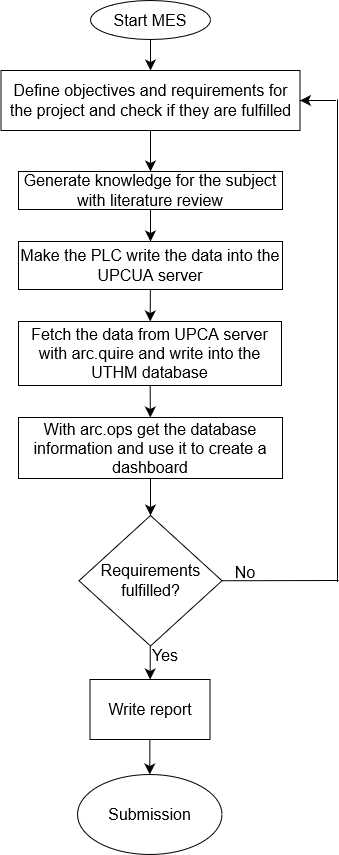 Start MES
Define objectives and requirements for
the project and check if they are fulfilled
Generate knowledge for the subject
with literature review
Make the PLC write the data into the
UPCUA server
Fetch the data from UPCA server
with arc.quire and write into the
UTHM database
With arc.ops get the database
information and use it to create a
dashboard
Requirements
fulfilled?
No
Yes
Write report
Submission